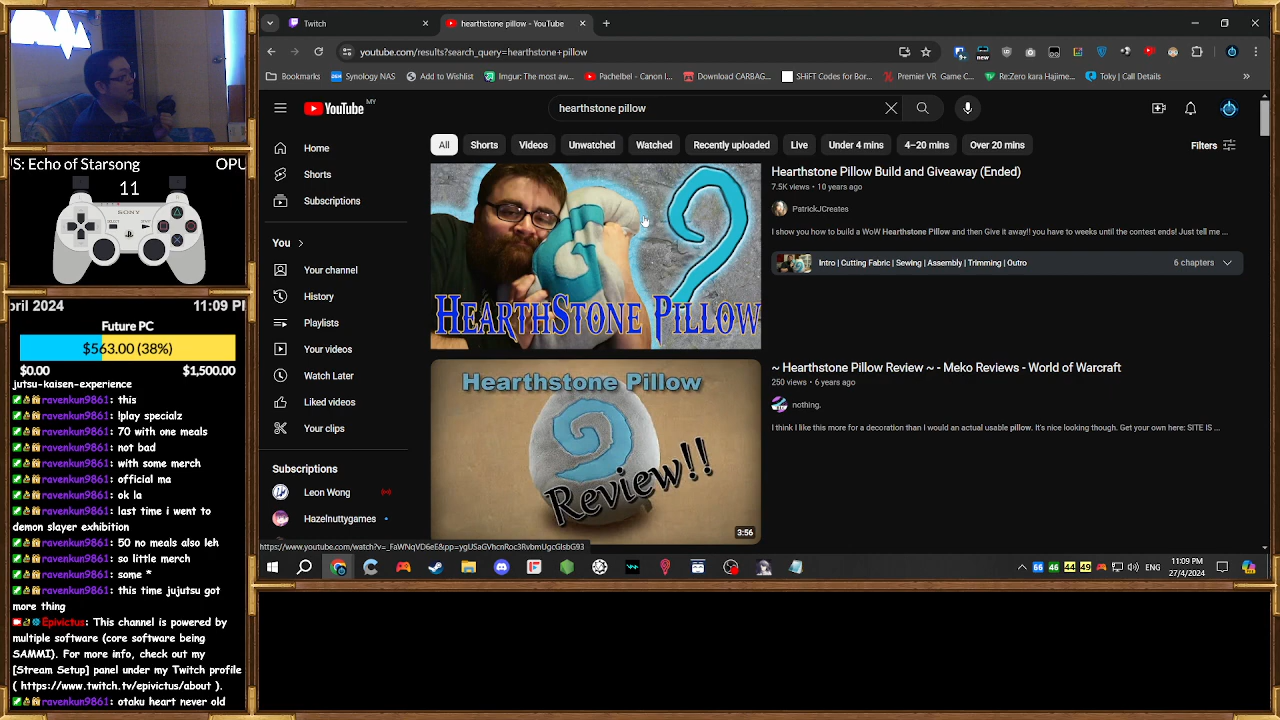 Twitch
hearthstone pillow - YouTube
youtube.com/results?search_query=hearthstone+pillow
new
Bookmarks
Synology NAS
Add to Wishlist
Imgur: The most aw...
Pachelbel - Canon I...
Download CARBAG...
SHiFT Codes for Bor...
Premier VR Game C...
Re:Zero kara Hajime...
Toky | Call Details
S: Echo of Starsong
OPU
11
SONY
SELECT
START
pril 2024
11:09 P
Future PC
$563.00 (38%)
$0.00
$1,500.00
jutsu-kaisen-experience
ravenkun9861: this
ravenkun9861: !play specialz
ravenkun9861: 70 with one meals
ravenkun9861: not bad
ravenkun9861: with some merch
ravenkun9861: official ma
ravenkun9861: ok la
ravenkun9861: last time i went to
demon slayer exhibition
ravenkun9861: 50 no meals also leh
ravenkun9861: so little merch
ravenkun9861: some *
ravenkun9861: this time jujutsu got
more thing
Epivictus: This channel is powered by
multiple software (core software being
SAMMI). For more info, check out my
[Stream Setup] panel under my Twitch profile
( https://www.twitch.tv/epivictus/about ).
ravenkun9861: otaku heart never old
YouTube
MY
hearthstone pillow
Home
Shorts
Subscriptions
You
Your channel
History
Playlists
Your videos
Watch Later
Liked videos
Your clips
Subscriptions
Leon Wong
Hazelnuttygames
All
Shorts
Videos
Unwatched
Watched
Recently uploaded
Live
Under 4 mins
4–20 mins
Over 20 mins
Filters
HearthStone Pillow
Hearthstone Pillow Build and Giveaway (Ended)
7.5K views • 10 years ago
PatrickJCreates
I show you how to build a WoW Hearthstone Pillow and then Give it away!! you have to weeks until the contest ends! Just tell me ...
Intro | Cutting Fabric | Sewing | Assembly | Trimming | Outro
6 chapters
Hearthstone Pillow
Review!!
3:56
~ Hearthstone Pillow Review ~ - Meko Reviews - World of Warcraft
250 views • 6 years ago
nothing.
I think I like this more for a decoration than I would an actual usable pillow. It's nice looking though. Get your own here: SITE IS ...
66
46
44
49
ENG
11:09 PM
27/4/2024